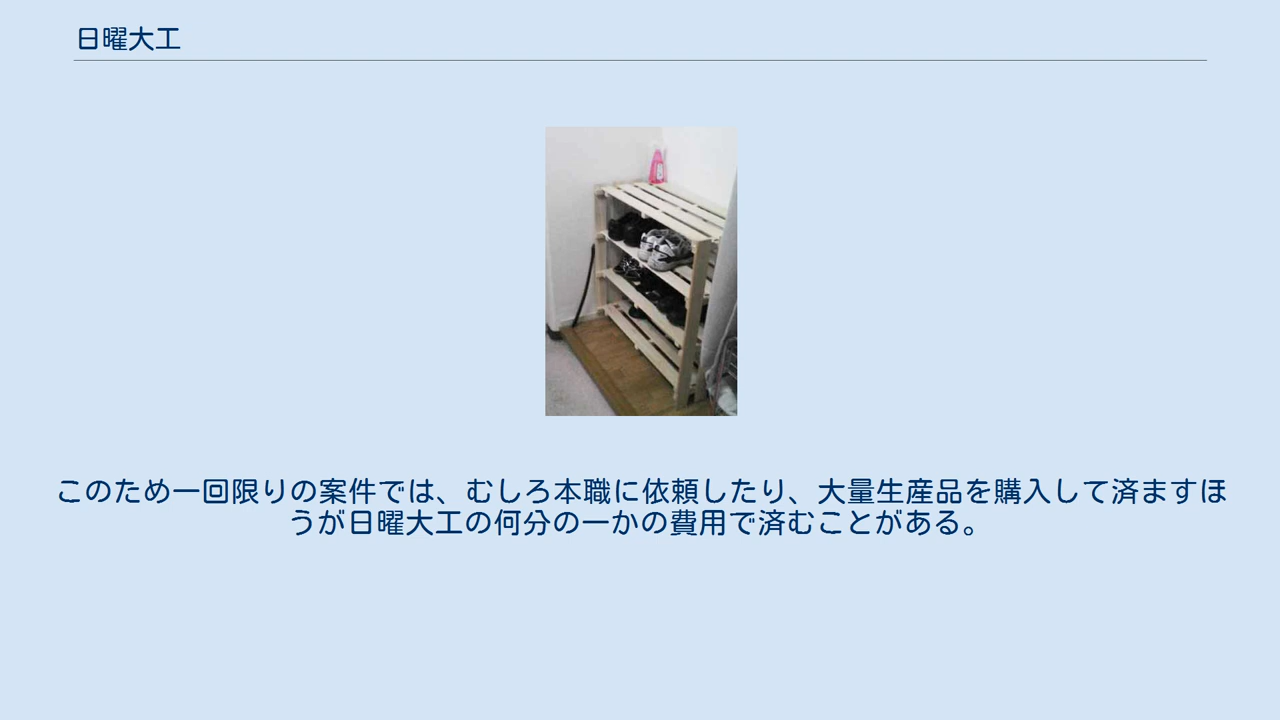 日曜大工
このため一回限りの案件では、むしろ本職に依頼したり、大量生産品を購入して済ますほ
うが日曜大工の何分の一かの費用で済むことがある。